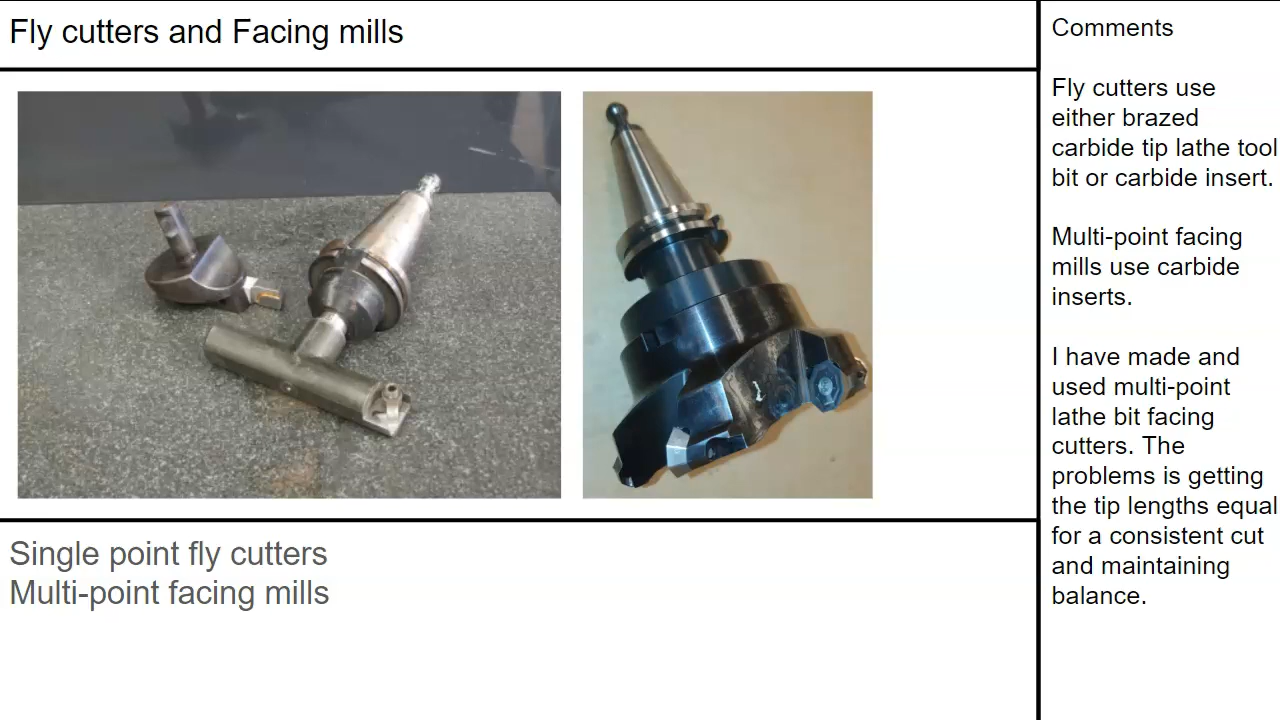 Fly cutters and Facing mills
Single point fly cutters
Multi-point facing mills
Comments
Fly cutters use
either brazed
carbide tip lathe tool
bit or carbide insert.
Multi-point facing
mills use carbide
inserts.
I have made and
used multi-point
lathe bit facing
cutters. The
problems is getting
the tip lengths equal
for a consistent cut
and maintaining
balance.